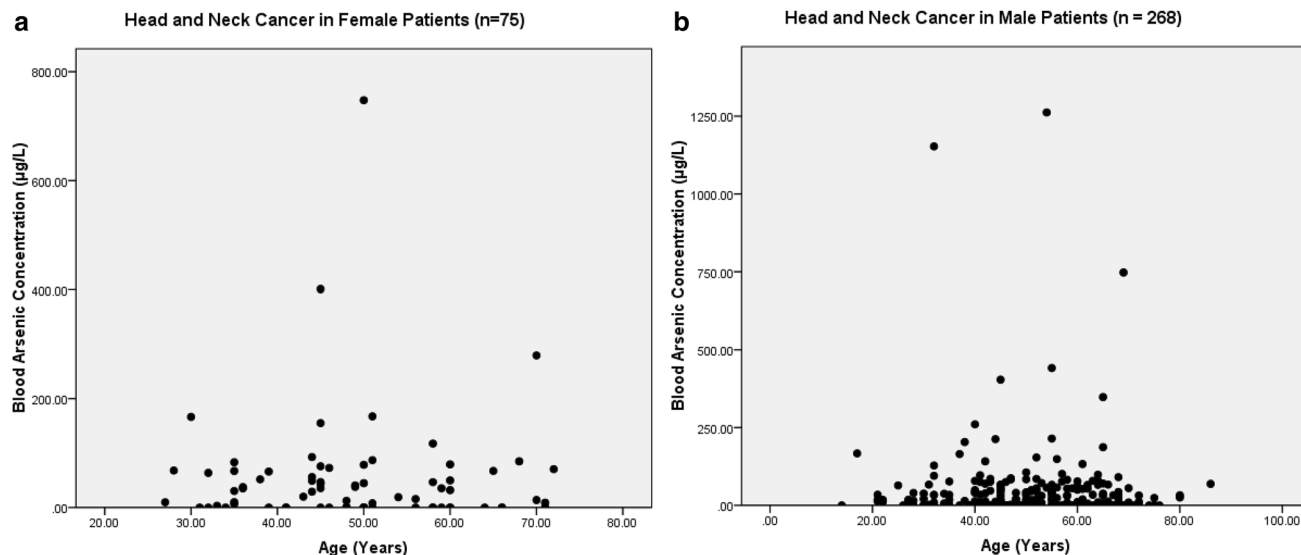 a
Head and Neck Cancer in Female Patients (n=75)
Blood Arsenic Concentration (µg/L)
800.00
600.00
400.00
200.00
.00
20.00 30.00 40.00 50.00 60.00 70.00 80.00
Age (Years)
b
Head and Neck Cancer in Male Patients (n = 268)
Blood Arsenic Concentration (µg/L)
1250.00
1000.00
750.00
500.00
250.00
.00
.00 20.00 40.00 60.00 80.00 100.00
Age (Years)